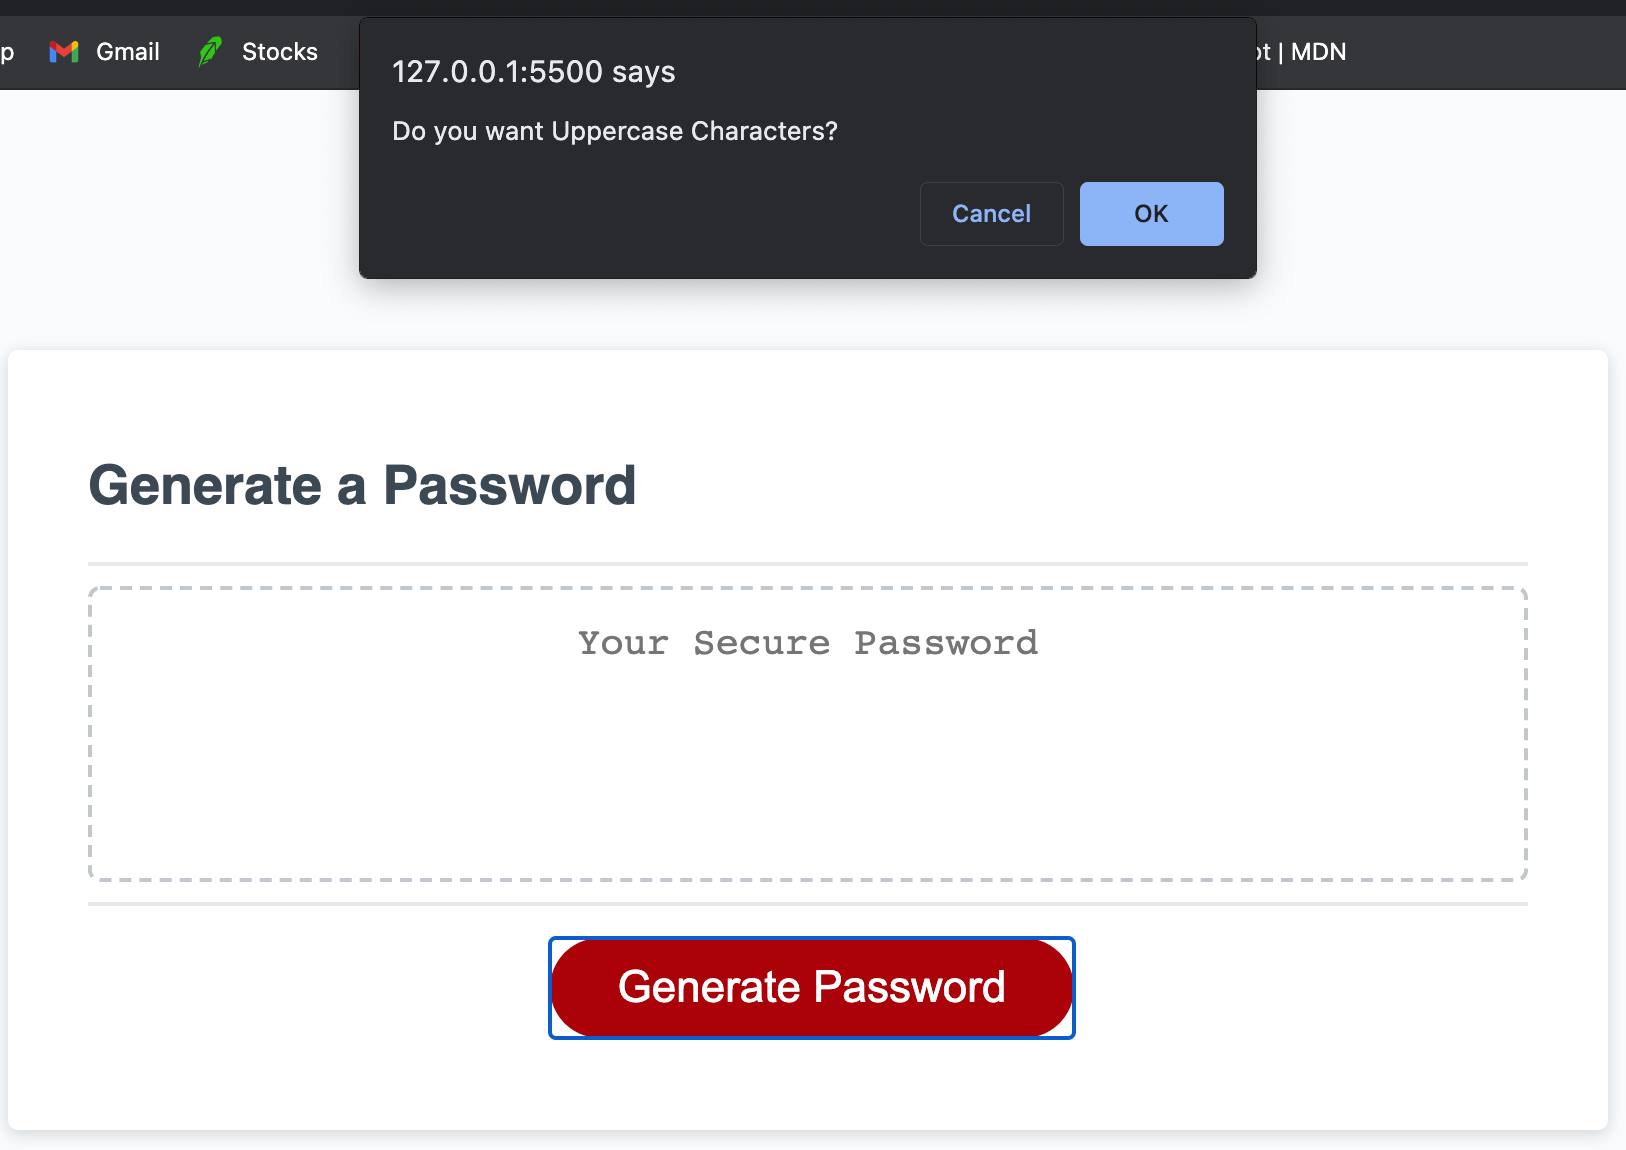 p Gmail Stocks | MDN
127.0.0.1:5500 says
Do you want Uppercase Characters?
Cancel OK
Generate a Password
Your Secure Password
Generate Password